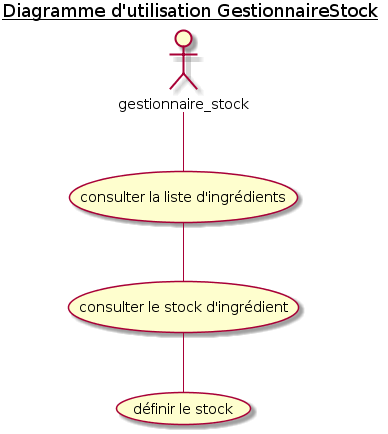 Diagramme d'utilisation GestionnaireStock
gestionnaire_stock
consulter la liste d'ingrédients
consulter le stock d'ingrédient
définir le stock